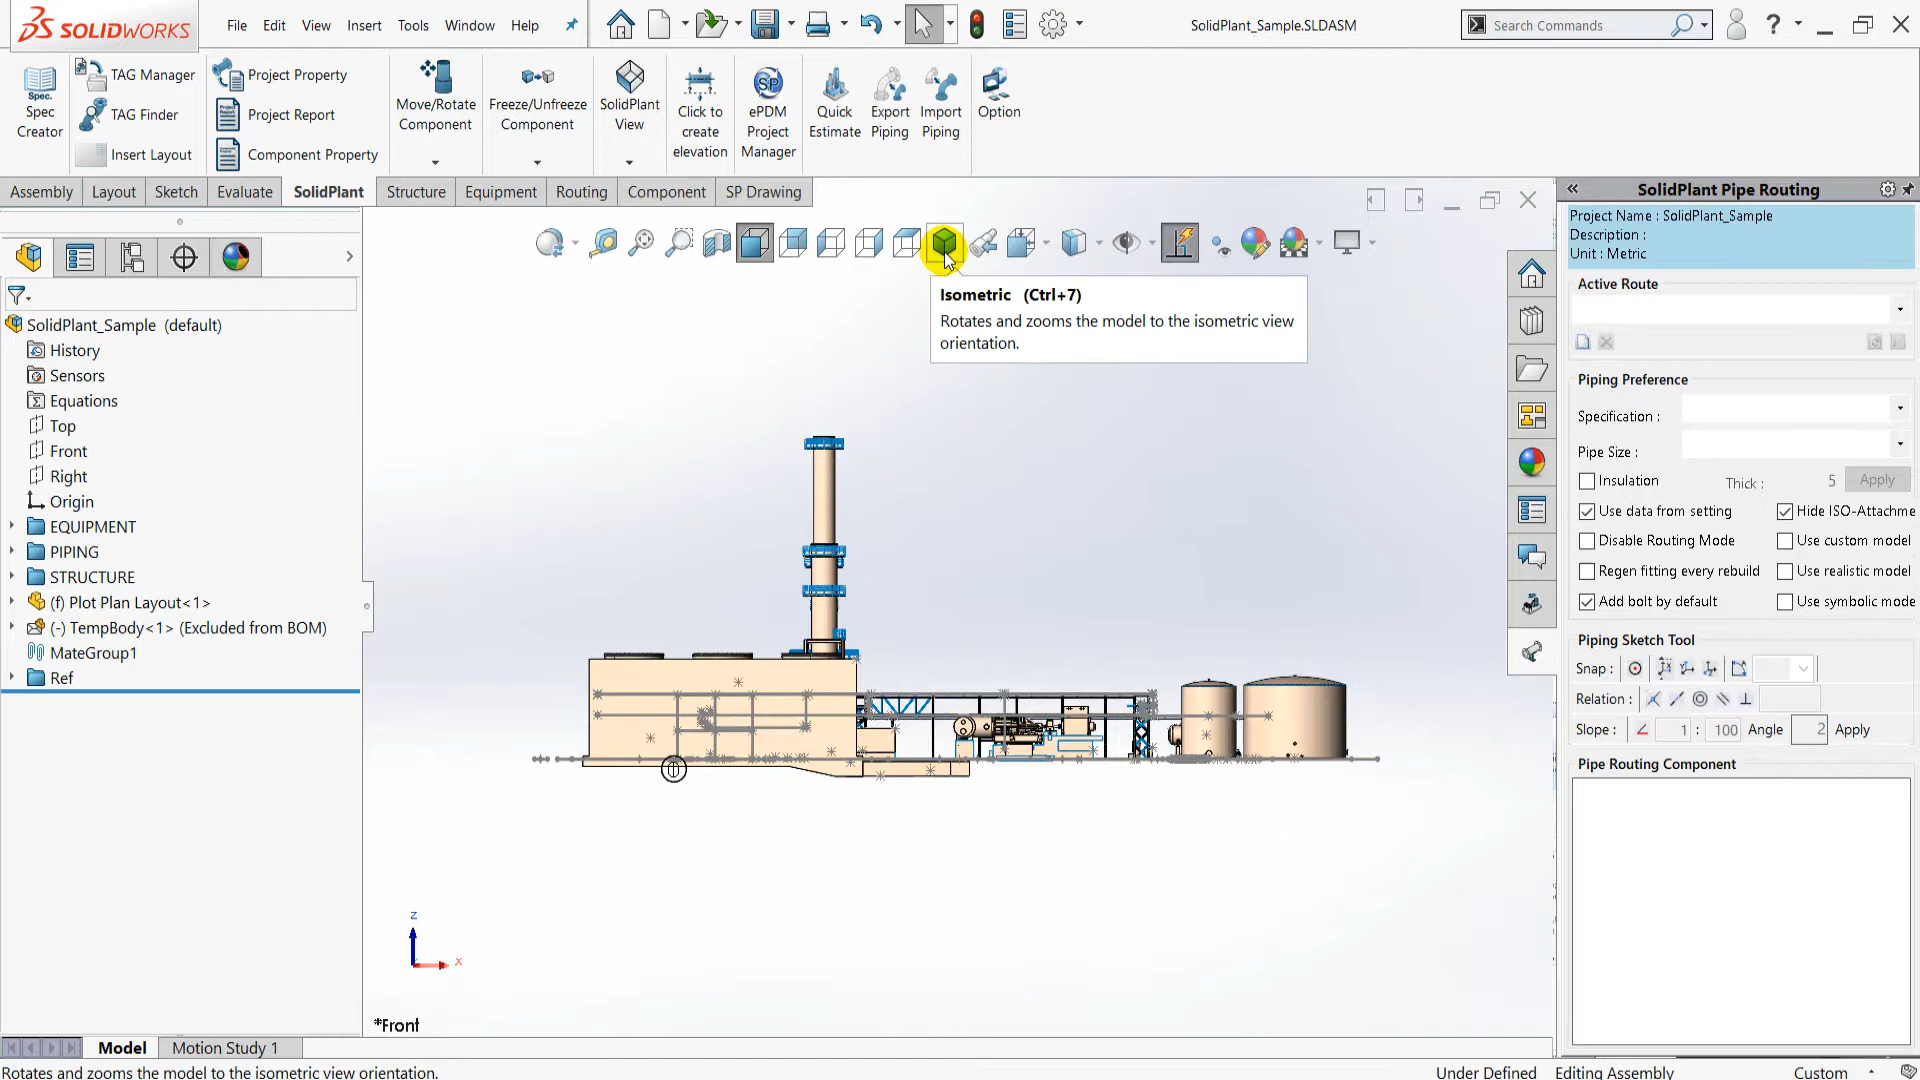 SOLIDWORKS
File Edit View Insert Tools Window Help
SolidPlant_Sample.SLDASM
Search Commands
Spec.
Spec
Creator
TAG Manager
TAG Finder
Insert Layout
Project Property
Project Report
Component Property
Move/Rotate
Component
Freeze/Unfreeze
Component
SolidPlant
View
Click to
create
elevation
SP
ePDM
Project
Manager
Quick
Estimate
Export
Piping
Import
Piping
Option
Assembly Layout Sketch Evaluate SolidPlant Structure Equipment Routing Component SP Drawing
Isometric (Ctrl+7)
Rotates and zooms the model to the isometric view
orientation.
SolidPlant_Sample (default)
History
Sensors
Equations
Top
Front
Right
Origin
EQUIPMENT
PIPING
STRUCTURE
(f) Plot Plan Layout<1>
(-) TempBody<1> (Excluded from BOM)
MateGroup1
Ref
Z
X
*Front
SolidPlant Pipe Routing
Project Name : SolidPlant_Sample
Description :
Unit : Metric
Active Route
Piping Preference
Specification :
Pipe Size :
Insulation Thick : 5 Apply
Use data from setting Hide ISO-Attachme
Disable Routing Mode Use custom model
Regen fitting every rebuild Use realistic model
Add bolt by default Use symbolic mode
Piping Sketch Tool
Snap :
Relation :
Slope : 1 : 100 Angle 2 Apply
Pipe Routing Component
Model Motion Study 1
Rotates and zooms the model to the isometric view orientation.
Under Defined Editing Assembly Custom